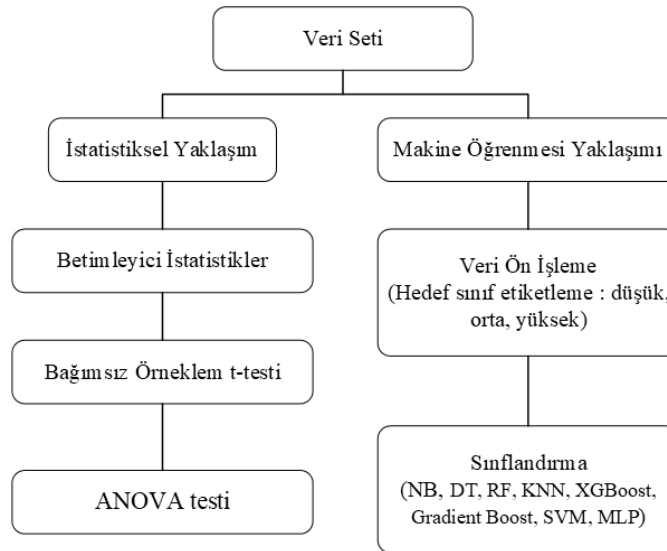 Veri Seti
İstatistiksel Yaklaşım
Betimleyici İstatistikler
Bağımsız Örneklem t-testi
ANOVA testi
Makine Öğrenmesi Yaklaşımı
Veri Ön İşleme
(Hedef sınıf etiketleme : düşük,
orta, yüksek)
Sınflandırma
(NB, DT, RF, KNN, XGBoost,
Gradient Boost, SVM, MLP)